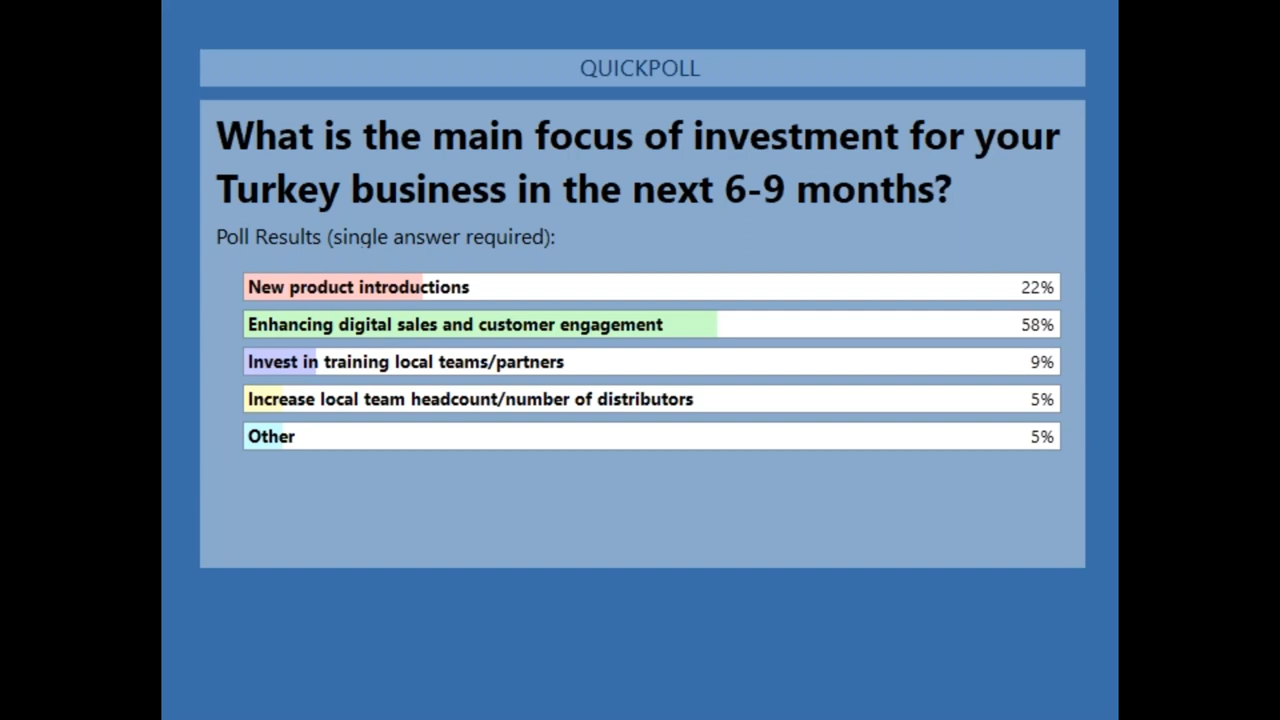 QUICKPOLL
What is the main focus of investment for your
Turkey business in the next 6-9 months?
Poll Results (single answer required):
New product introductions 22%
Enhancing digital sales and customer engagement 58%
Invest in training local teams/partners 9%
Increase local team headcount/number of distributors 5%
Other 5%